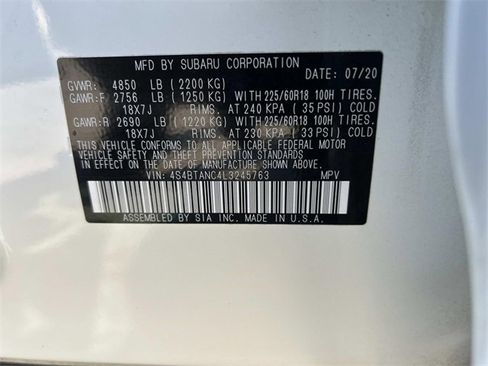 MFD BY SUBARU CORPORATION
DATE: 07/20
GVWR: 4850 LB ( 2200 KG)
GAWR:F 2756 LB ( 1250 KG) WITH 225/60R18 100H TIRES.
18X7J RIMS. AT 240 KPA ( 35 PSI) COLD
GAWR:R 2690 LB ( 1220 KG) WITH 225/60R18 100H TIRES.
18X7J RIMS. AT 230 KPA ( 33 PSI) COLD
THIS VEHICLE CONFORMS TO ALL APPLICABLE FEDERAL MOTOR
VEHICLE SAFETY, BUMPER, AND THEFT PREVENTION STANDARDS
IN EFFECT ON THE DATE OF MANUFACTURE SHOWN ABOVE.
VIN: 4S4BTANC4L3245763 MPV
ASSEMBLED BY SIA INC. MADE IN U.S.A.